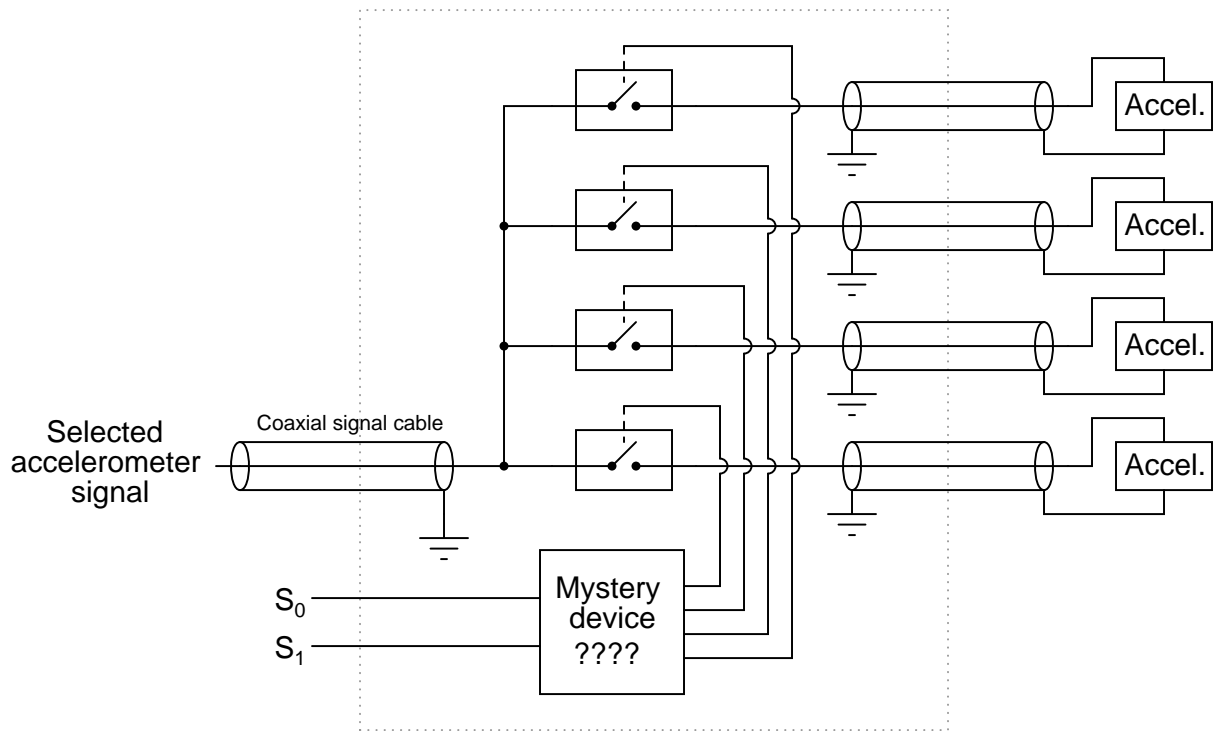 Accel.
Accel.
Accel.
Coaxial signal cable
Selected
accelerometer
signal
Accel.
Mystery
device
????
S0
S1